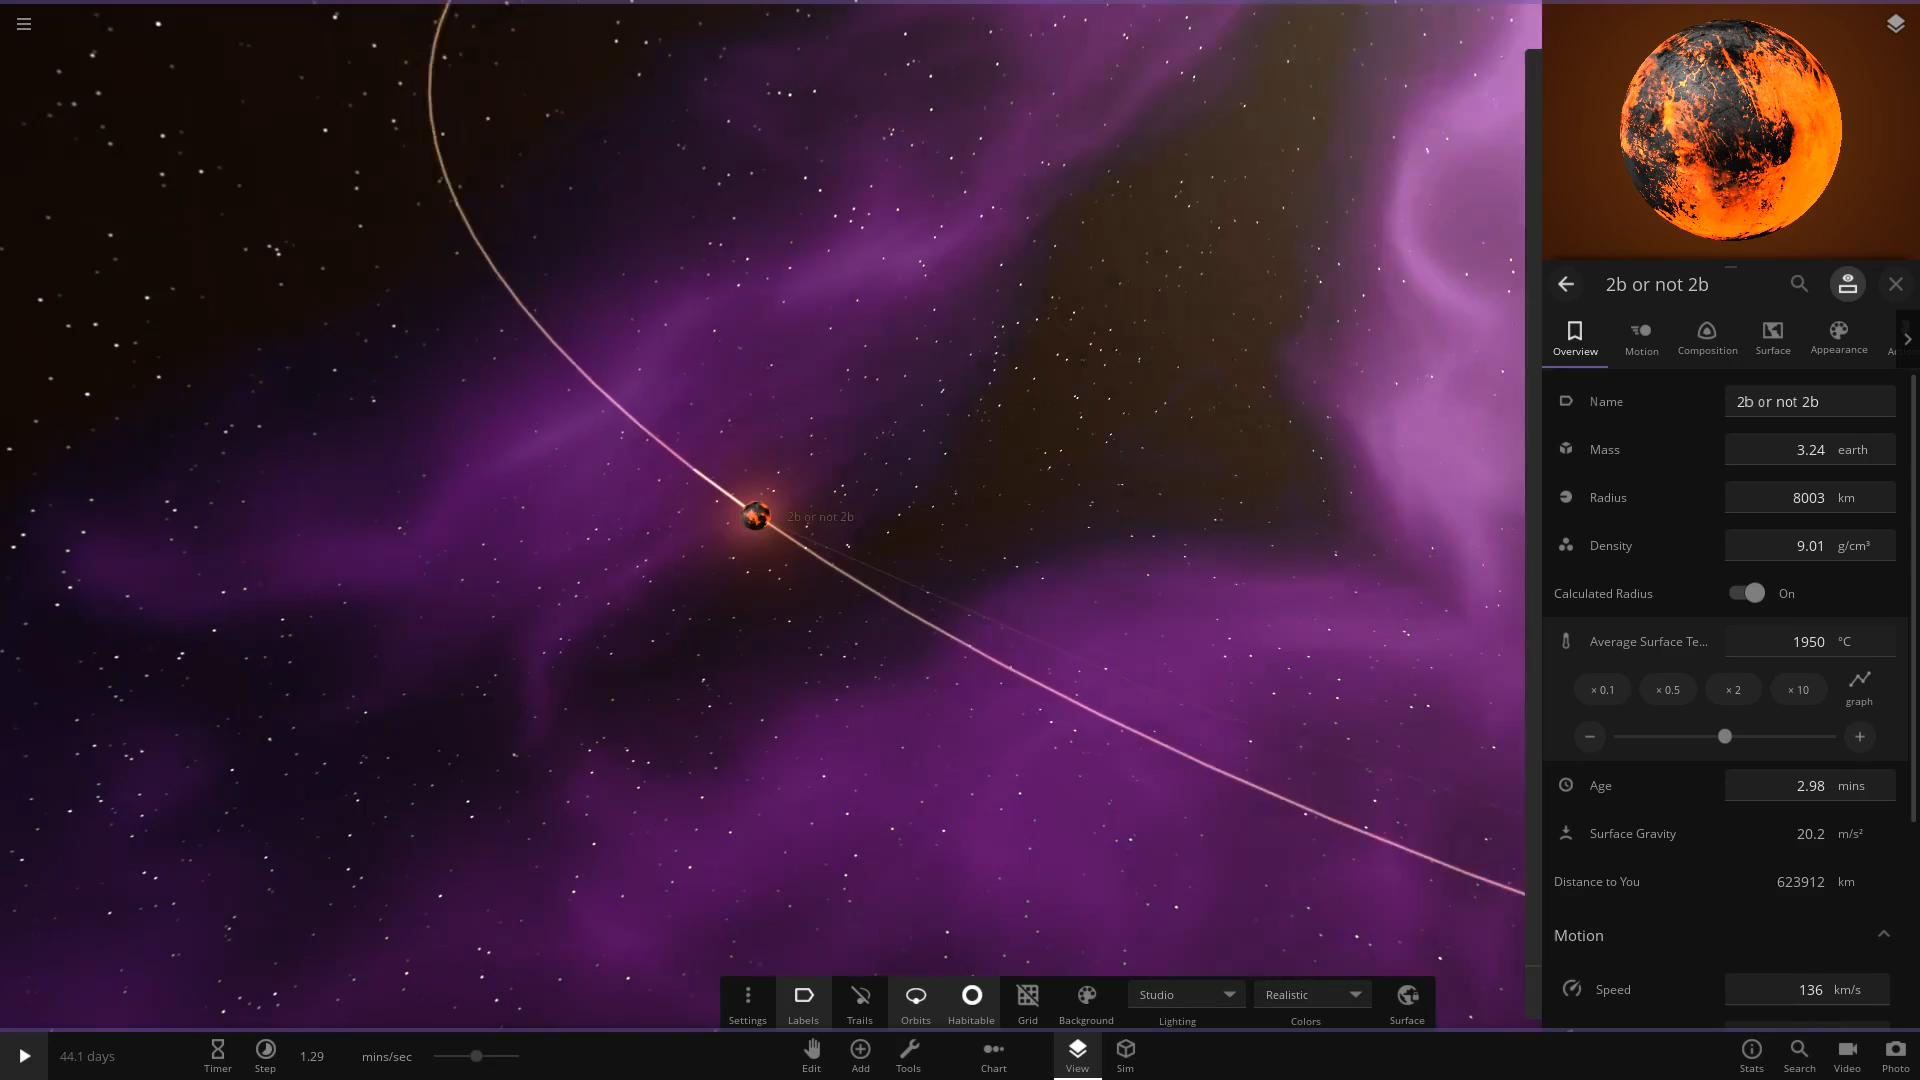 2b or not 2b
Overview
Motion
Composition
Surface
Appearance
Name
2b or not 2b
Mass
3.24 earth
Radius
8003 km
2b or not 2b
Density
9.01 g/cm³
Calculated Radius
On
Average Surface Te...
1950 °C
× 0.1
× 0.5
× 2
× 10
graph
Age
2.98 mins
Surface Gravity
20.2 m/s²
Distance to You
623912 km
Motion
Speed
136 km/s
Studio
Realistic
Settings
Labels
Trails
Orbits
Habitable
Grid
Background
Lighting
Colors
Surface
44.1 days
Timer
Step
1.29 mins/sec
Edit
Add
Tools
Chart
View
Sim
Stats
Search
Video
Photo